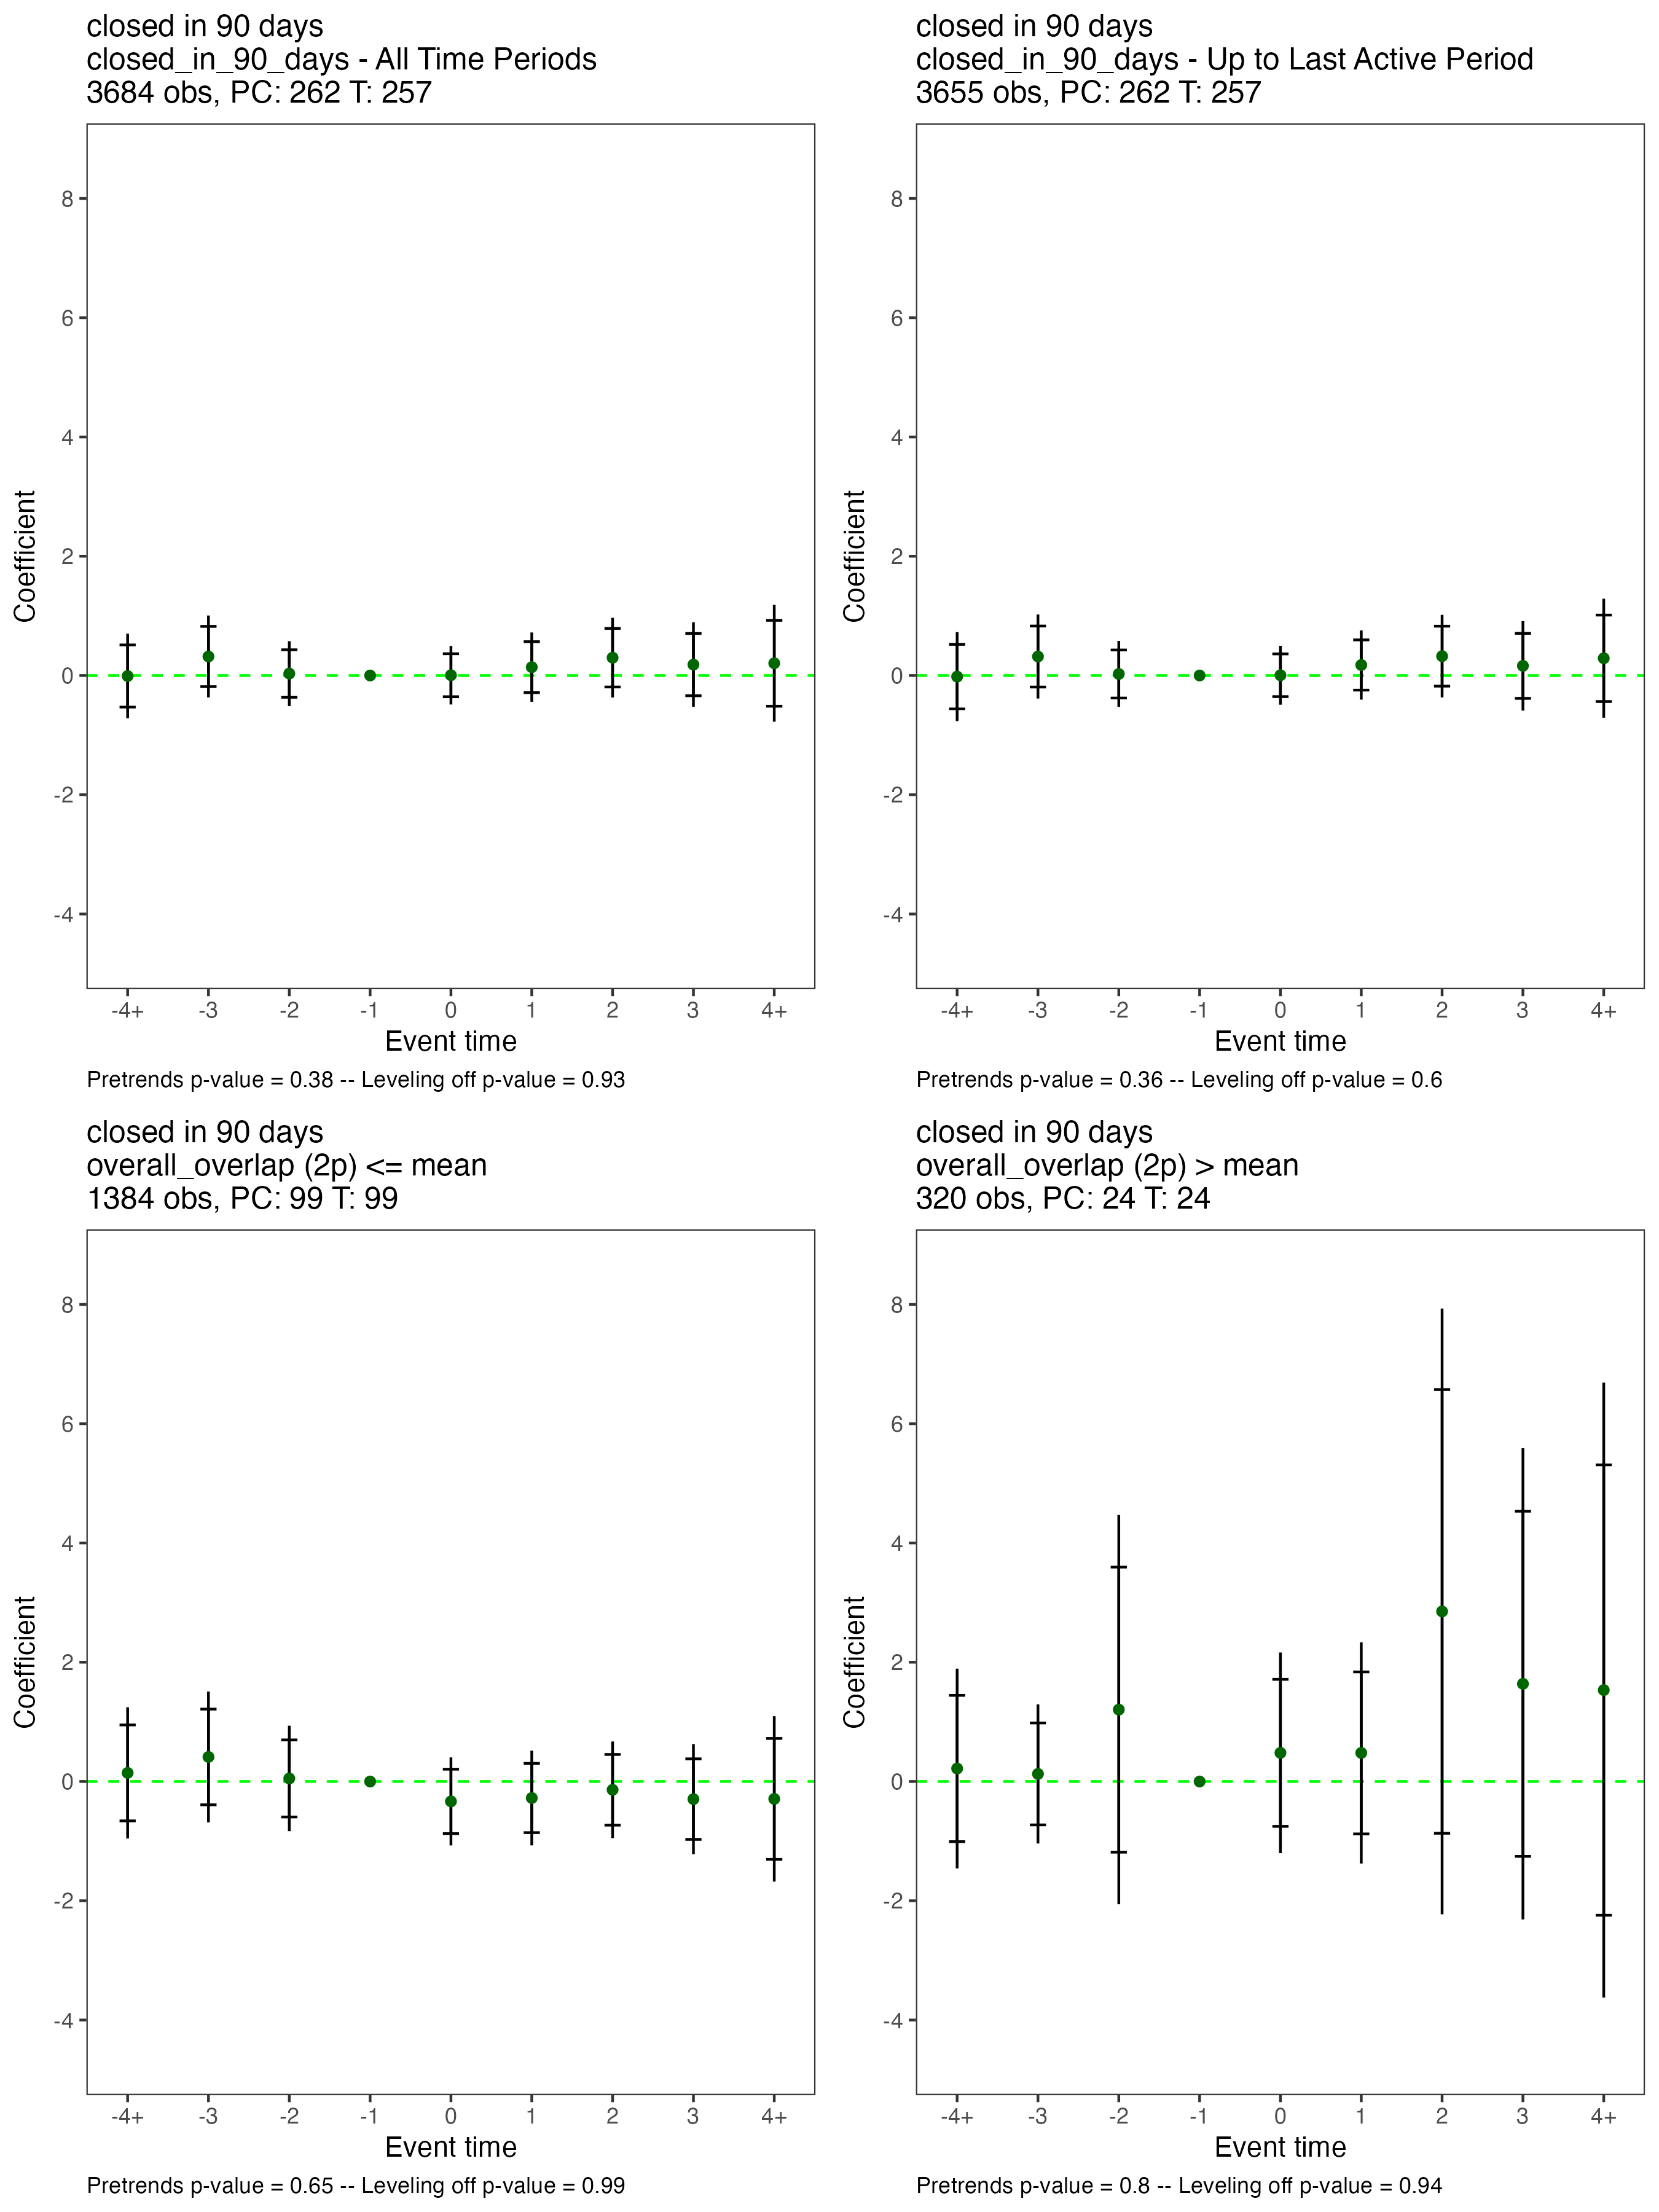 closed in 90 days
closed_in_90_days - All Time Periods
3684 obs, PC: 262 T: 257
8
6
4
2
0
-2
-4
Coefficient
-4+ -3 -2 -1 0 1 2 3 4+
Event time
Pretrends p-value = 0.38 -- Leveling off p-value = 0.93
closed in 90 days
closed_in_90_days - Up to Last Active Period
3655 obs, PC: 262 T: 257
8
6
4
2
0
-2
-4
Coefficient
-4+ -3 -2 -1 0 1 2 3 4+
Event time
Pretrends p-value = 0.36 -- Leveling off p-value = 0.6
closed in 90 days
overall_overlap (2p) <= mean
1384 obs, PC: 99 T: 99
8
6
4
2
0
-2
-4
Coefficient
-4+ -3 -2 -1 0 1 2 3 4+
Event time
Pretrends p-value = 0.65 -- Leveling off p-value = 0.99
closed in 90 days
overall_overlap (2p) > mean
320 obs, PC: 24 T: 24
8
6
4
2
0
-2
-4
Coefficient
-4+ -3 -2 -1 0 1 2 3 4+
Event time
Pretrends p-value = 0.8 -- Leveling off p-value = 0.94